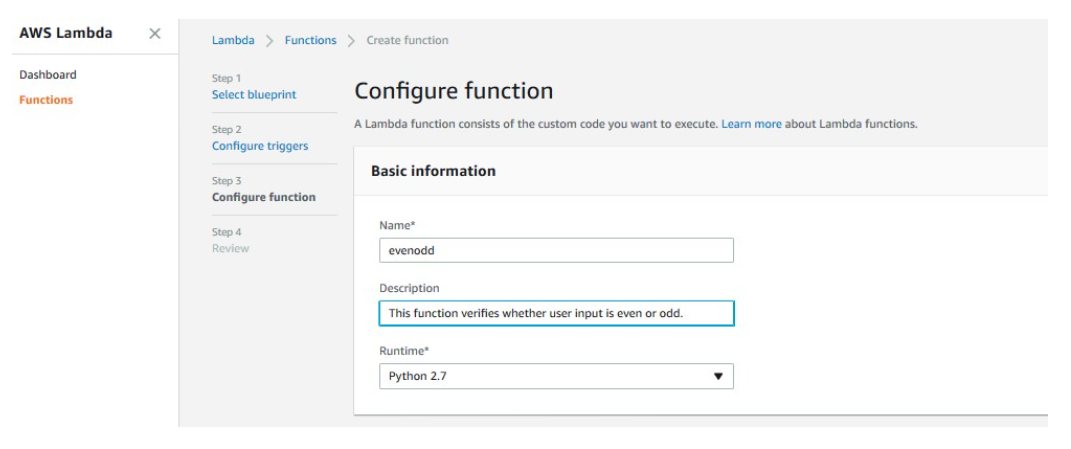 AWS Lambda ×
Dashboard
Functions
Lambda > Functions > Create function
Step 1
Select blueprint
Step 2
Configure triggers
Step 3
Configure function
Step 4
Review
Configure function
A Lambda function consists of the custom code you want to execute. Learn more about Lambda functions.
Basic information
Name*
evenodd
Description
This function verifies whether user input is even or odd.
Runtime*
Python 2.7